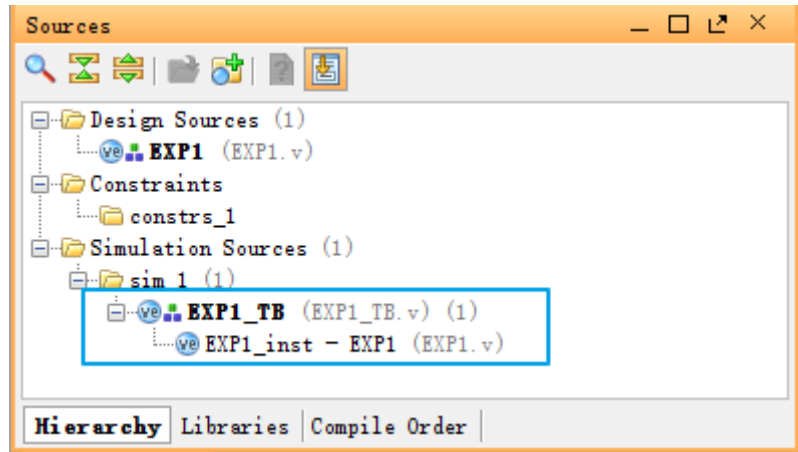 Sources
Design Sources (1)
EXP1 (EXP1.v)
Constraints
constrs_1
Simulation Sources (1)
sim_1 (1)
EXP1_TB (EXP1_TB.v) (1)
EXP1_inst - EXP1 (EXP1.v)
Hierarchy Libraries Compile Order